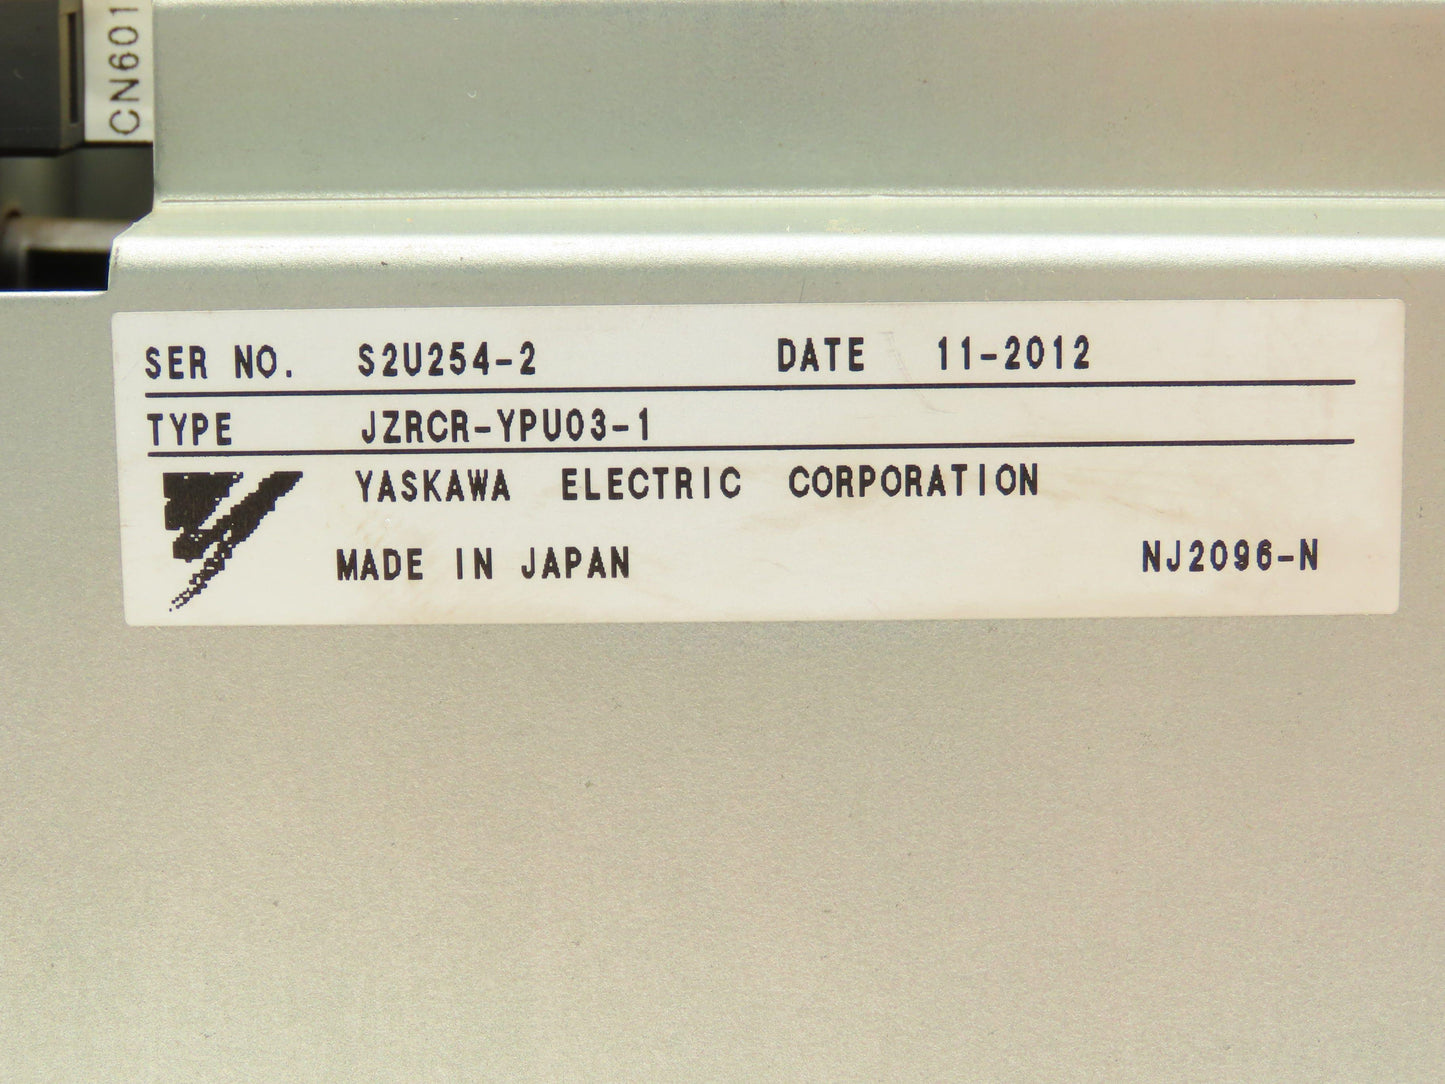 CN601
SER NO. S2U254-2 DATE 11-2012
TYPE JZRCR-YPU03-1
YASKAWA ELECTRIC CORPORATION
MADE IN JAPAN NJ2096-N